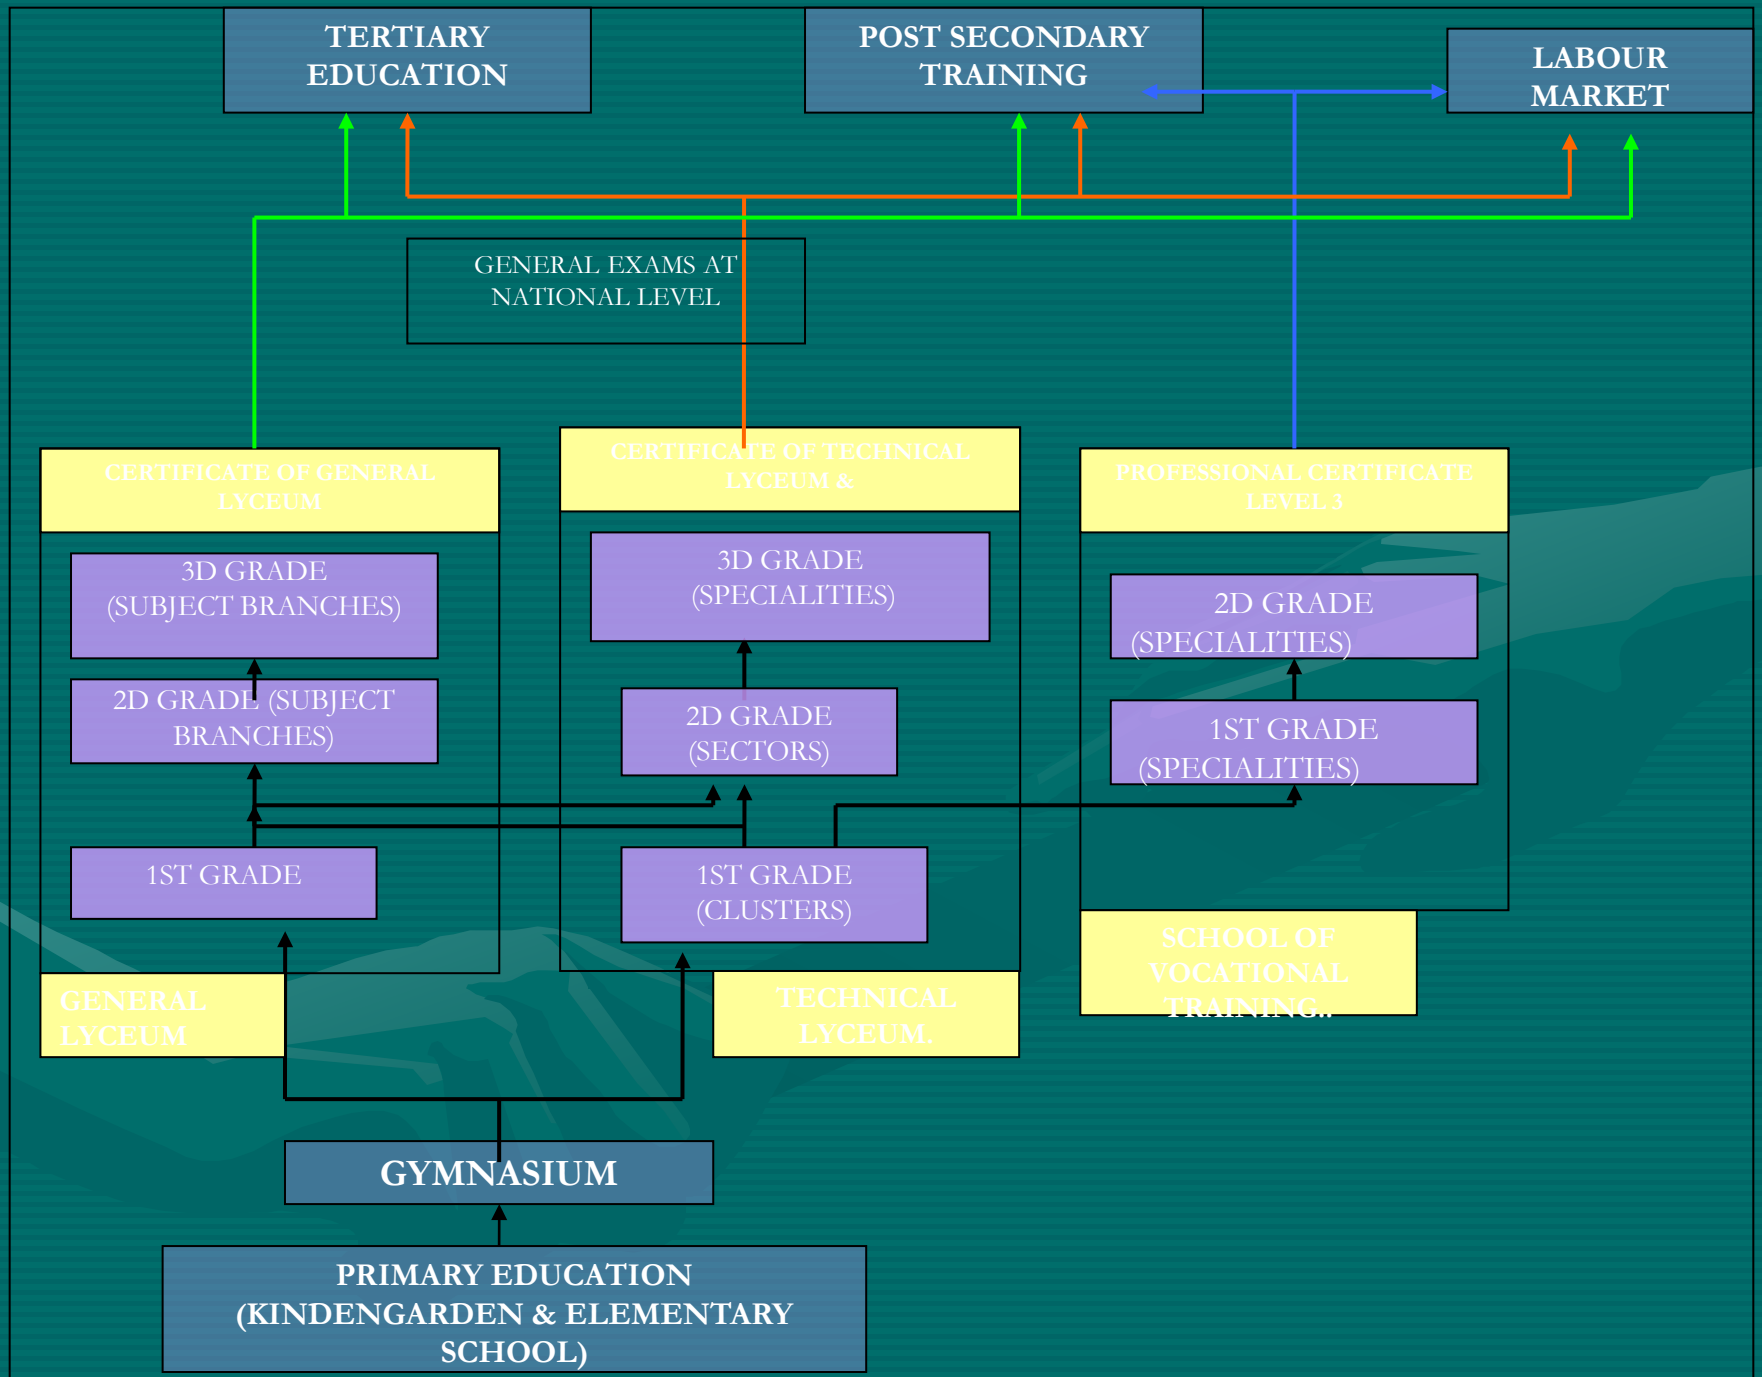 TERTIARY
EDUCATION
POST SECONDARY
TRAINING
LABOUR
MARKET
GENERAL EXAMS AT
NATIONAL LEVEL
CERTIFICATE OF GENERAL
LYCEUM
CERTIFICATE OF TECHNICAL
LYCEUM &
PROFESSIONAL CERTIFICATE
LEVEL 3
3D GRADE
(SUBJECT BRANCHES)
3D GRADE
(SPECIALITIES)
2D GRADE
(SPECIALITIES)
2D GRADE (SUBJECT
BRANCHES)
2D GRADE
(SECTORS)
1ST GRADE
(SPECIALITIES)
1ST GRADE
1ST GRADE
(CLUSTERS)
GENERAL
LYCEUM
TECHNICAL
LYCEUM.
SCHOOL OF
VOCATIONAL
TRAINING..
GYMNASIUM
PRIMARY EDUCATION
(KINDENGARDEN & ELEMENTARY
SCHOOL)